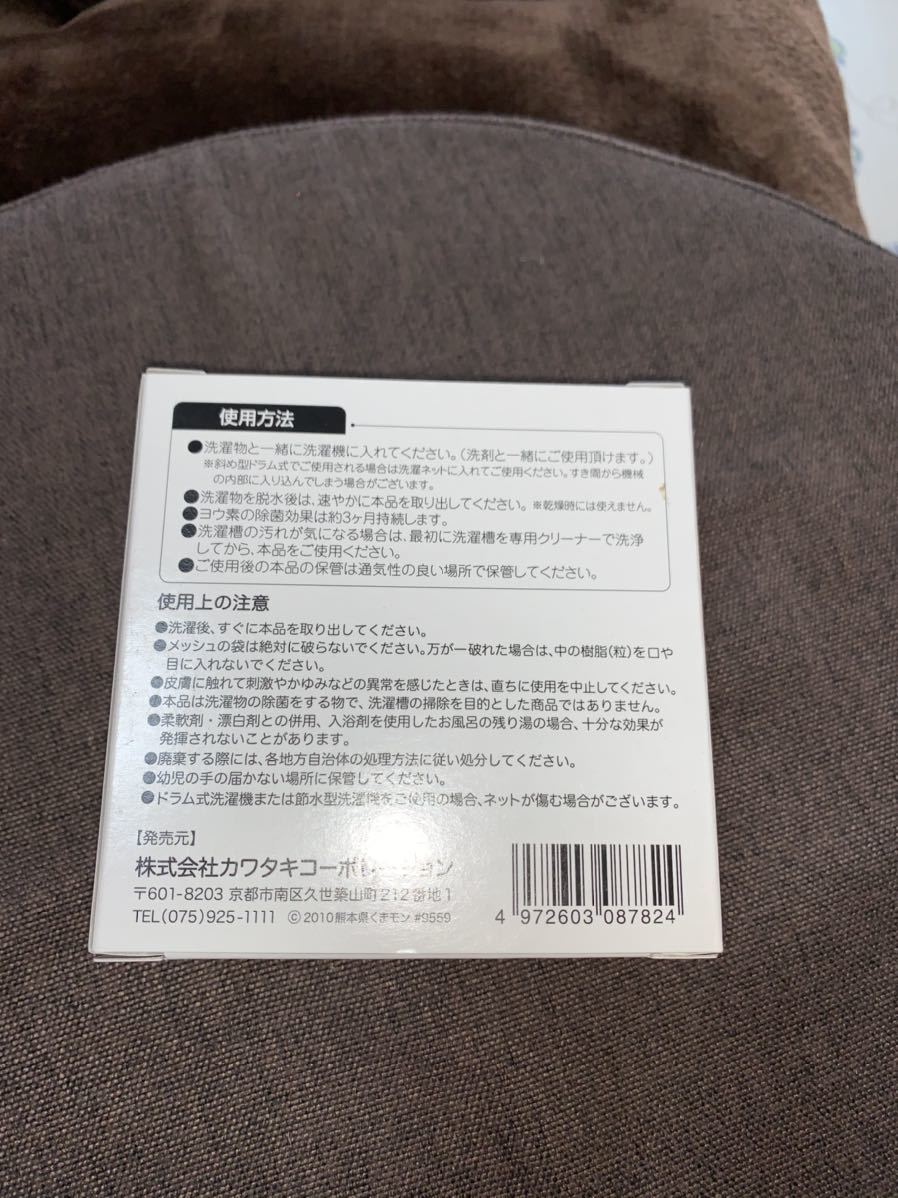 使用方法
●洗濯物と一緒に洗濯機に入れてください。(洗剤と一緒にご使用頂けます。)
※斜め型ドラム式でご使用される場合は洗濯ネットに入れてご使用ください。すき間から機械
の内部に入り込んでしまう場合がございます。
●洗濯物を脱水後は、速やかに本品を取り出してください。 ※乾燥時には使えません。
●ヨウ素の除菌効果は約3ヶ月持続します。
●洗濯槽の汚れが気になる場合は、最初に洗濯槽を専用クリーナーで洗浄
してから、本品をご使用ください。
●ご使用後の本品の保管は通気性の良い場所で保管してください。
使用上の注意
●洗濯後、すぐに本品を取り出してください。
●メッシュの袋は絶対に破らないでください。万が一破れた場合は、中の樹脂(粒)を口や
目に入れないでください。
●皮膚に触れて刺激やかゆみなどの異常を感じたときは、直ちに使用を中止してください。
●本品は洗濯物の除菌をする物で、洗濯槽の掃除を目的とした商品ではありません。
●柔軟剤・漂白剤との併用、入浴剤を使用したお風呂の残り湯の場合、十分な効果が
発揮されないことがあります。
●廃棄する際には、各地方自治体の処理方法に従い処分してください。
●幼児の手の届かない場所に保管してください。
●ドラム式洗濯機または節水型洗濯機をご使用の場合、ネットが傷む場合がございます。
【発売元】
株式会社カワタキコーポレーション
〒601-8203 京都市南区久世築山町212番地1
TEL(075)925-1111 ©2010熊本県くまモン #9559
4 972603 087824